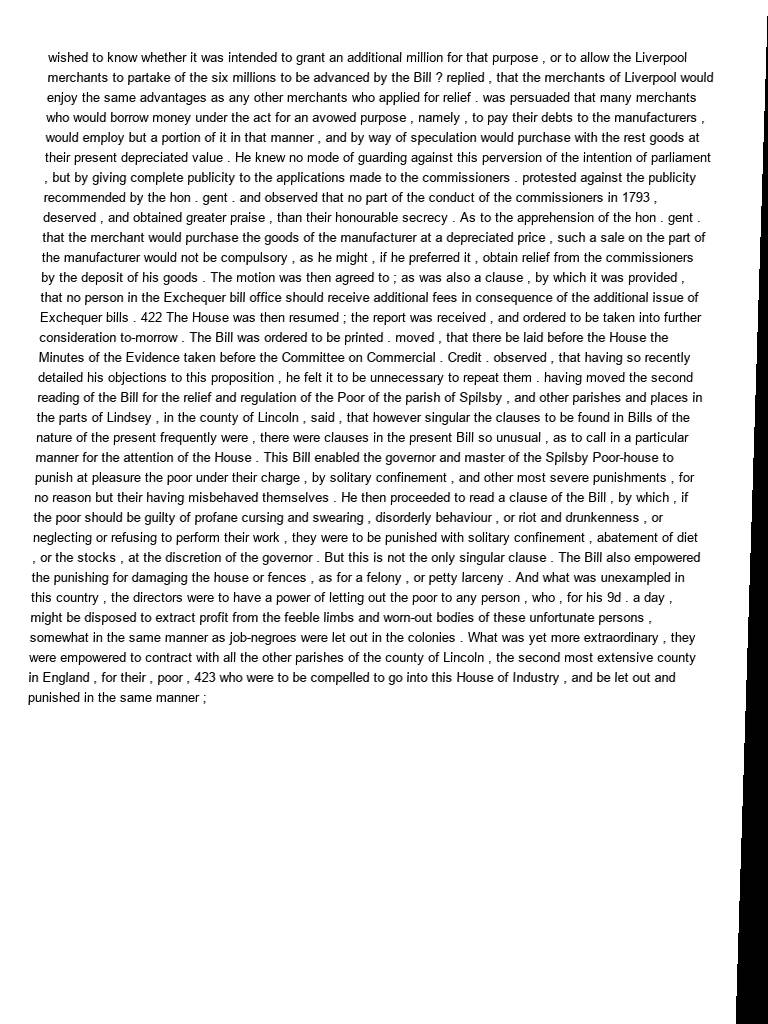 wished to know whether it was intended to grant an additional million for that purpose , or to allow the Liverpool
merchants to partake of the six millions to be advanced by the Bill ? replied , that the merchants of Liverpool would
enjoy the same advantages as any other merchants who applied for relief . was persuaded that many merchants
who would borrow money under the act for an avowed purpose , namely , to pay their debts to the manufacturers ,
would employ but a portion of it in that manner , and by way of speculation would purchase with the rest goods at
their present depreciated value . He knew no mode of guarding against this perversion of the intention of parliament
, but by giving complete publicity to the applications made to the commissioners . protested against the publicity
recommended by the hon . gent . and observed that no part of the conduct of the commissioners in 1793 ,
deserved , and obtained greater praise , than their honourable secrecy . As to the apprehension of the hon . gent .
that the merchant would purchase the goods of the manufacturer at a depreciated price , such a sale on the part of
the manufacturer would not be compulsory , as he might , if he preferred it , obtain relief from the commissioners
by the deposit of his goods . The motion was then agreed to ; as was also a clause , by which it was provided ,
that no person in the Exchequer bill office should receive additional fees in consequence of the additional issue of
Exchequer bills . 422 The House was then resumed ; the report was received , and ordered to be taken into further
consideration to-morrow . The Bill was ordered to be printed . moved , that there be laid before the House the
Minutes of the Evidence taken before the Committee on Commercial . Credit . observed , that having so recently
detailed his objections to this proposition , he felt it to be unnecessary to repeat them . having moved the second
reading of the Bill for the relief and regulation of the Poor of the parish of Spilsby , and other parishes and places in
the parts of Lindsey , in the county of Lincoln , said , that however singular the clauses to be found in Bills of the
nature of the present frequently were , there were clauses in the present Bill so unusual , as to call in a particular
manner for the attention of the House . This Bill enabled the governor and master of the Spilsby Poor-house to
punish at pleasure the poor under their charge , by solitary confinement , and other most severe punishments , for
no reason but their having misbehaved themselves . He then proceeded to read a clause of the Bill , by which , if
the poor should be guilty of profane cursing and swearing , disorderly behaviour , or riot and drunkenness , or
neglecting or refusing to perform their work , they were to be punished with solitary confinement , abatement of diet
, or the stocks , at the discretion of the governor . But this is not the only singular clause . The Bill also empowered
the punishing for damaging the house or fences , as for a felony , or petty larceny . And what was unexampled in
this country , the directors were to have a power of letting out the poor to any person , who , for his 9d . a day ,
might be disposed to extract profit from the feeble limbs and worn-out bodies of these unfortunate persons ,
somewhat in the same manner as job-negroes were let out in the colonies . What was yet more extraordinary , they
were empowered to contract with all the other parishes of the county of Lincoln , the second most extensive county
in England , for their , poor , 423 who were to be compelled to go into this House of Industry , and be let out and
punished in the same manner ;